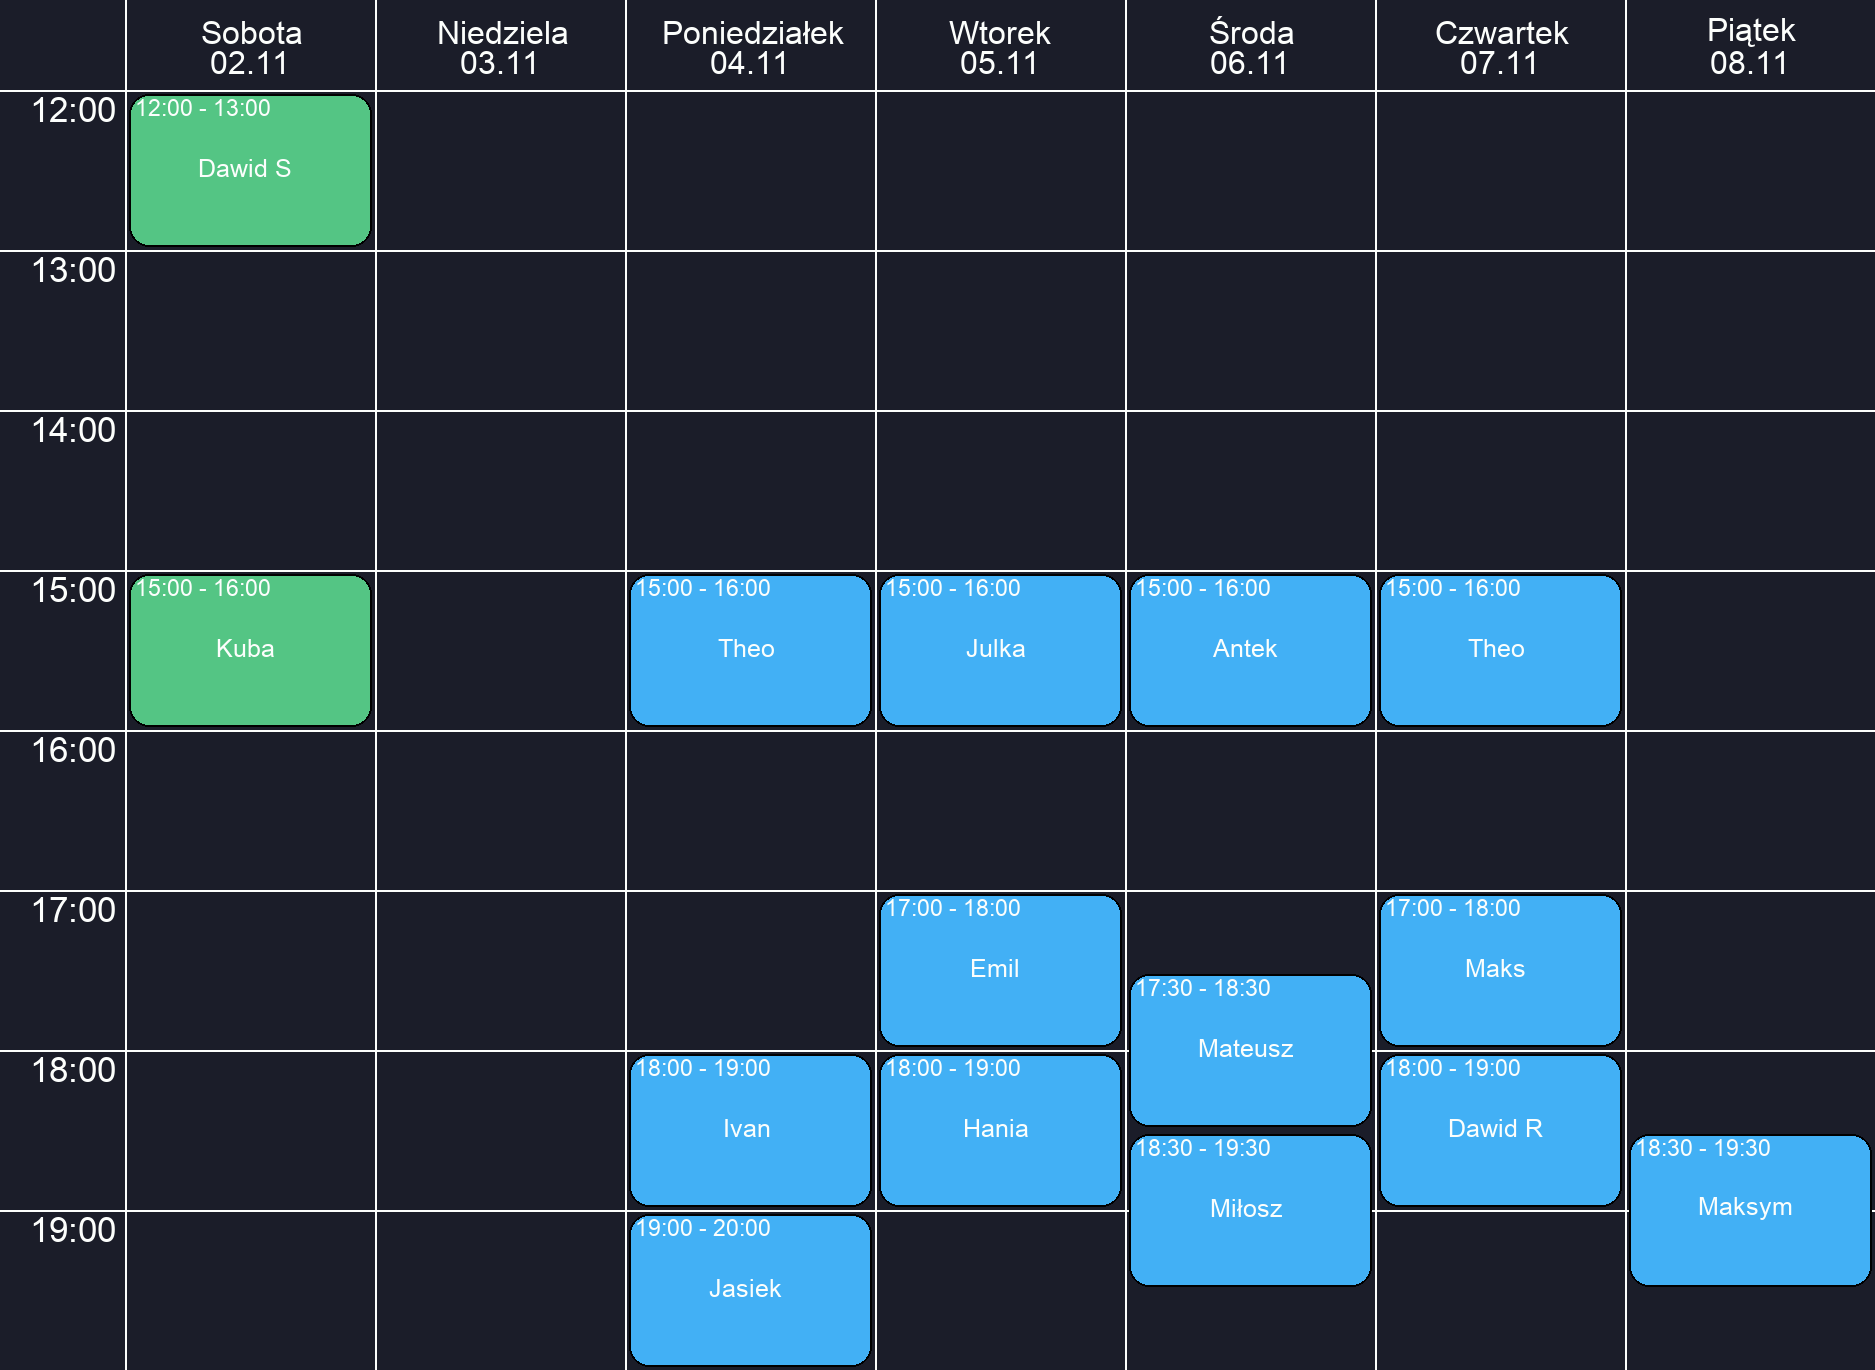 Sobota
02.11
Niedziela
03.11
Poniedziałek
04.11
Wtorek
05.11
Środa
06.11
Czwartek
07.11
Piątek
08.11
12:00
12:00 - 13:00
Dawid S
13:00
14:00
15:00
15:00 - 16:00
Kuba
15:00 - 16:00
Theo
15:00 - 16:00
Julka
15:00 - 16:00
Antek
15:00 - 16:00
Theo
16:00
17:00
17:00 - 18:00
Emil
17:30 - 18:30
Mateusz
17:00 - 18:00
Maks
18:00
18:00 - 19:00
Ivan
18:00 - 19:00
Hania
18:30 - 19:30
Miłosz
18:00 - 19:00
Dawid R
18:30 - 19:30
Maksym
19:00
19:00 - 20:00
Jasiek